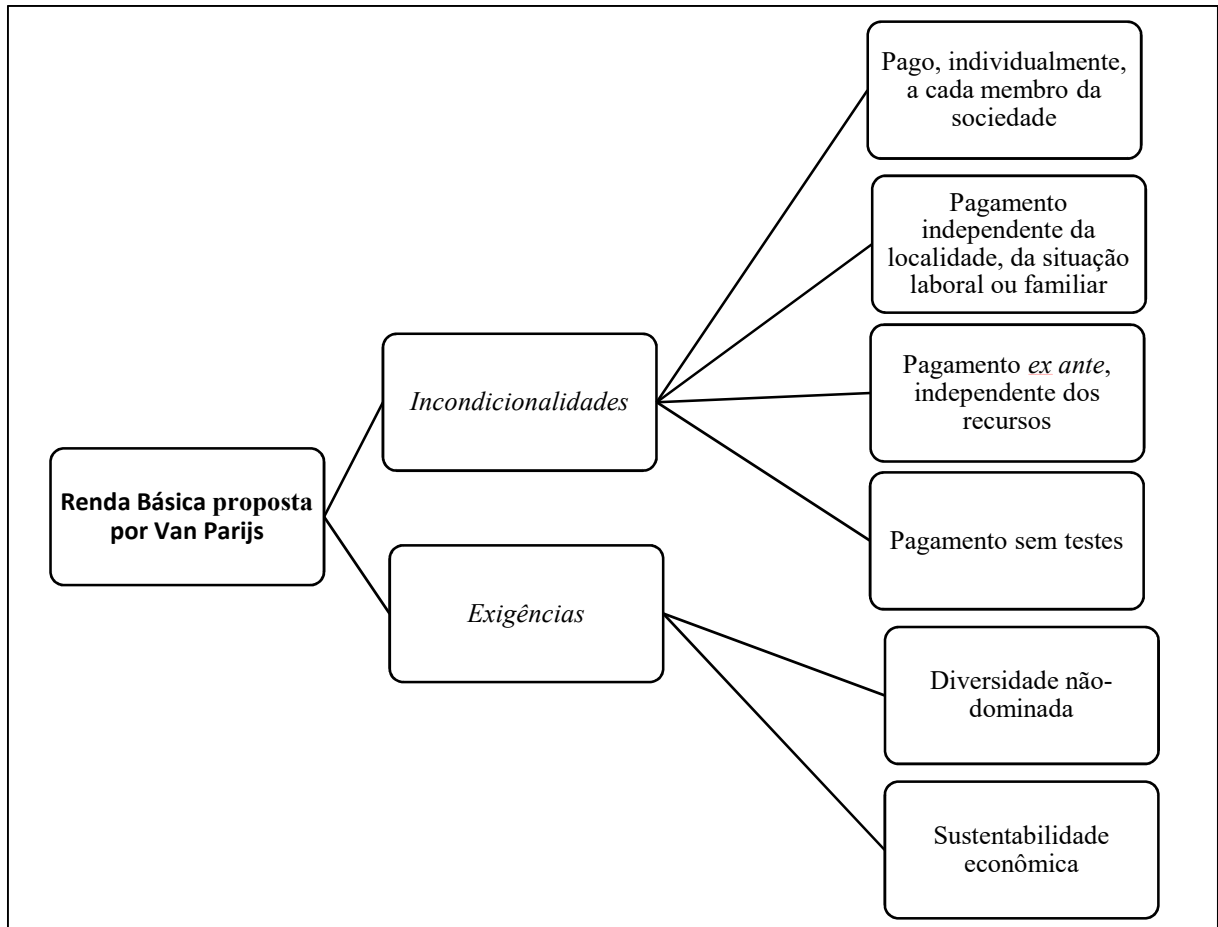 Renda Básica proposta
por Van Parijs
Incondicionalidades
Exigências
Pago, individualmente,
a cada membro da
sociedade
Pagamento
independente da
localidade, da situação
laboral ou familiar
Pagamento ex ante,
independente dos
recursos
Pagamento sem testes
Diversidade não-
dominada
Sustentabilidade
econômica